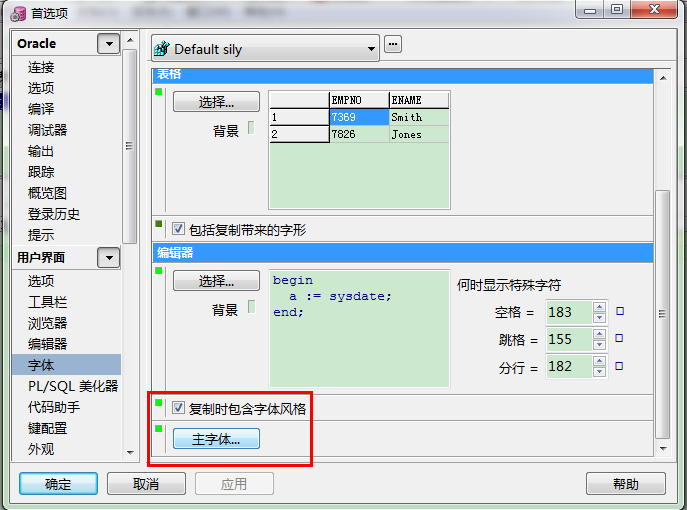 首选项
Oracle
连接
选项
编译
调试器
输出
跟踪
概览图
登录历史
提示
用户界面
选项
工具栏
浏览器
编辑器
字体
PL/SQL 美化器
代码助手
键配置
外观
Default sily
表格
选择...
背景
EMPNO ENAME
1 7369 Smith
2 7826 Jones
包括复制带来的字形
编辑器
选择...
背景
begin
a := sysdate;
end;
何时显示特殊字符
空格 = 183
跳格 = 155
分行 = 182
复制时包含字体风格
主字体...
确定 取消 应用 帮助